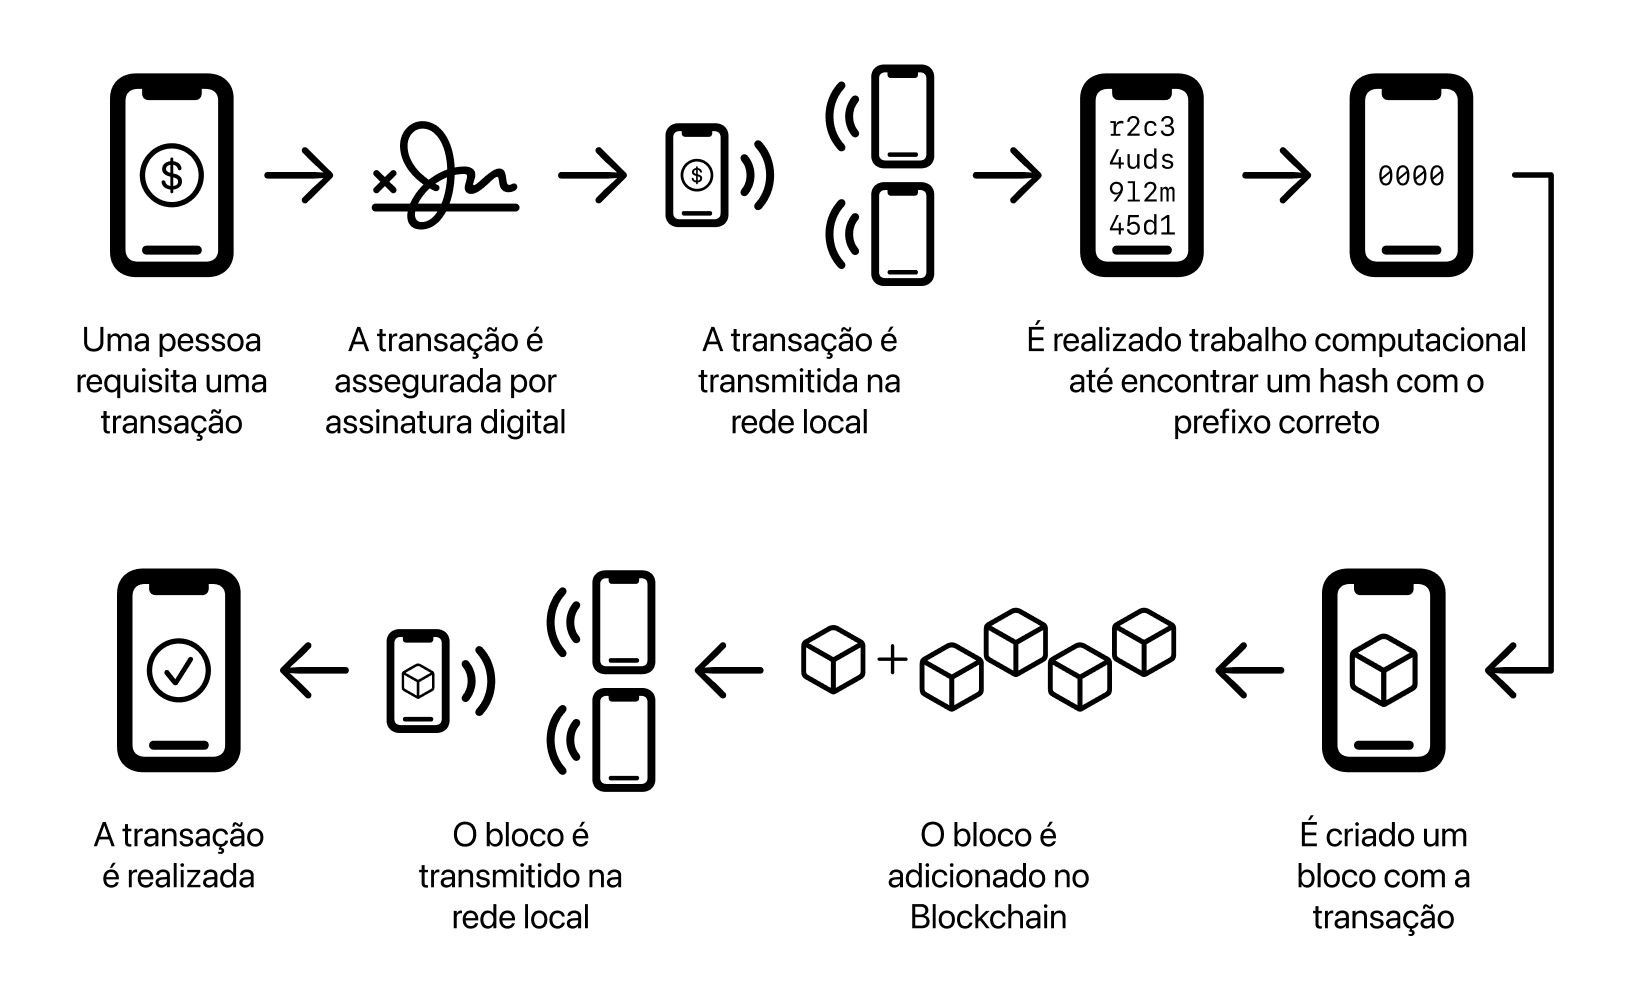 $
$
r2c3
4uds
9l2m
45d1
0000
Uma pessoa
requisita uma
transação
A transação é
assegurada por
assinatura digital
A transação é
transmitida na
rede local
É realizado trabalho computacional
até encontrar um hash com o
prefixo correto
É criado um
bloco com a
transação
O bloco é
adicionado no
Blockchain
O bloco é
transmitido na
rede local
A transação
é realizada